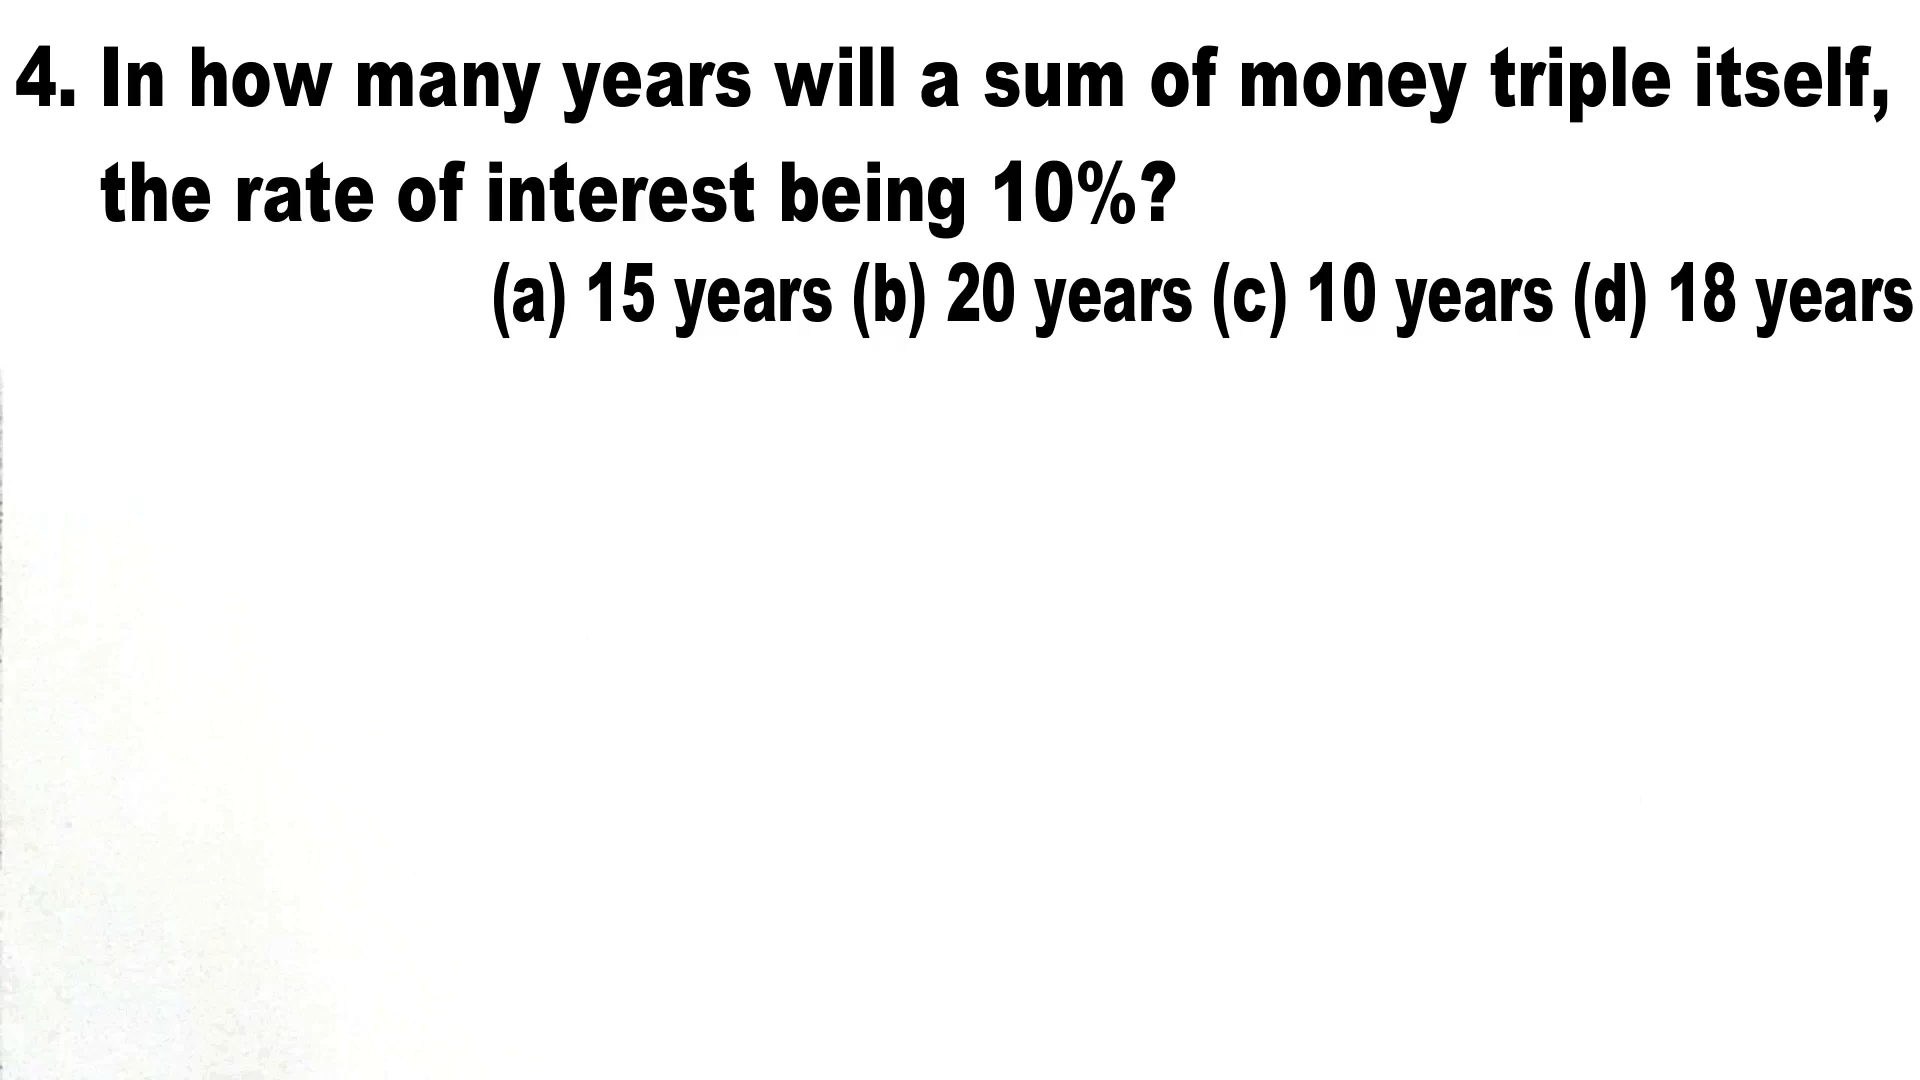 4. In how many years will a sum of money triple itself,
the rate of interest being 10%?
(a) 15 years (b) 20 years (c) 10 years (d) 18 years